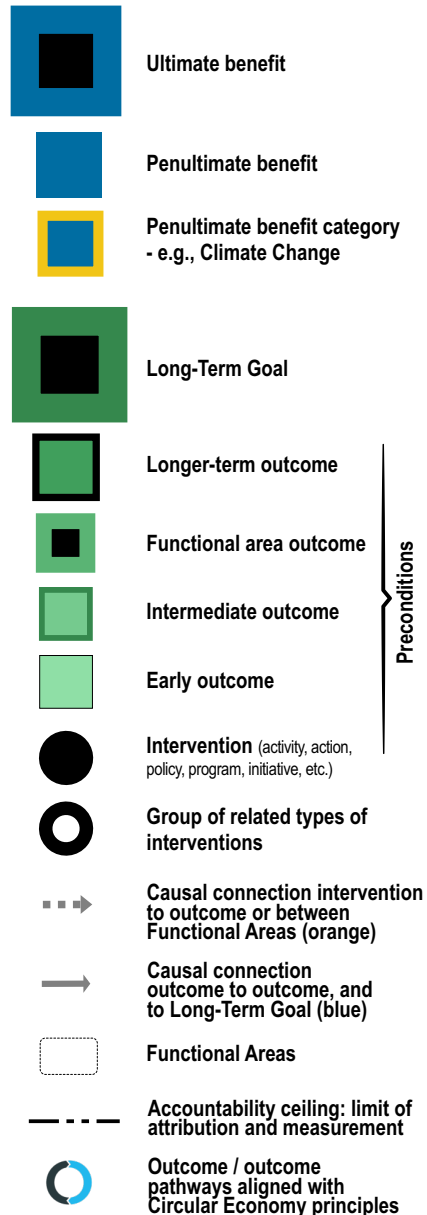 Ultimate benefit
Penultimate benefit
Penultimate benefit category
- e.g., Climate Change
Long-Term Goal
Longer-term outcome
Functional area outcome
Intermediate outcome
Early outcome
Preconditions
Intervention (activity, action,
policy, program, initiative, etc.)
Group of related types of
interventions
Causal connection intervention
to outcome or between
Functional Areas (orange)
Causal connection
outcome to outcome, and
to Long-Term Goal (blue)
Functional Areas
Accountability ceiling: limit of
attribution and measurement
Outcome / outcome
pathways aligned with
Circular Economy principles